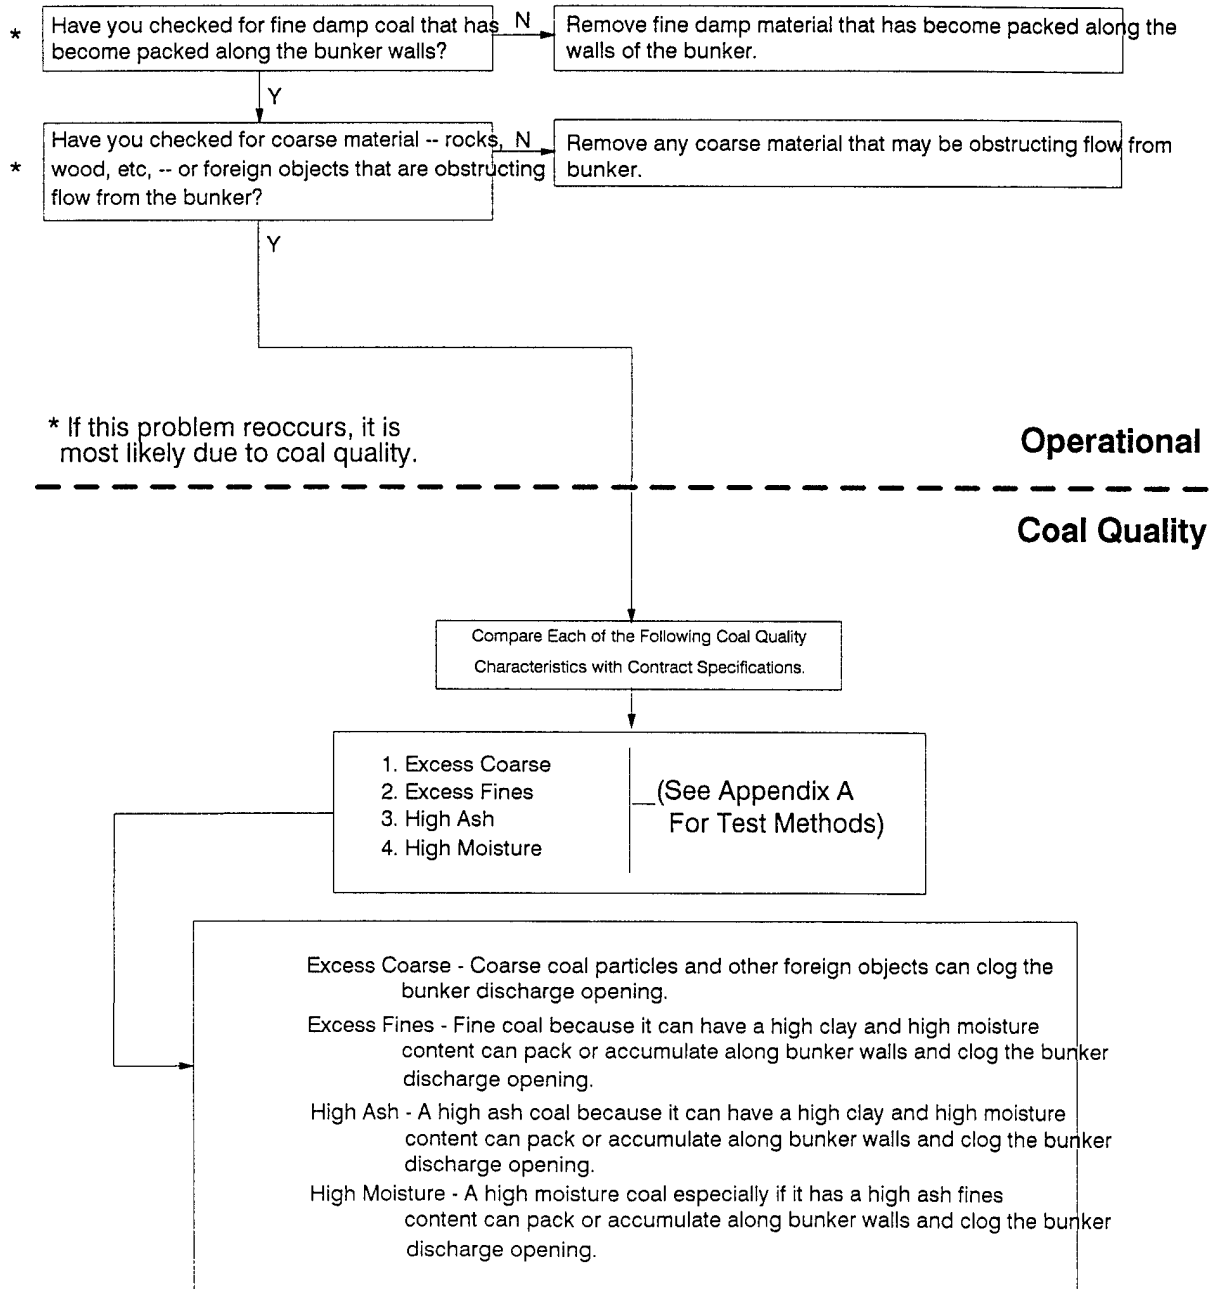 * Have you checked for fine damp coal that has
become packed along the bunker walls?
N
Remove fine damp material that has become packed along the
walls of the bunker.
Y
Have you checked for coarse material -- rocks,
* wood, etc, -- or foreign objects that are obstructing
flow from the bunker?
N
Remove any coarse material that may be obstructing flow from
bunker.
Y
* If this problem reoccurs, it is
most likely due to coal quality.
Operational
Coal Quality
Compare Each of the Following Coal Quality
Characteristics with Contract Specifications.
1. Excess Coarse
2. Excess Fines
3. High Ash
4. High Moisture
(See Appendix A
For Test Methods)
Excess Coarse - Coarse coal particles and other foreign objects can clog the
bunker discharge opening.
Excess Fines - Fine coal because it can have a high clay and high moisture
content can pack or accumulate along bunker walls and clog the bunker
discharge opening.
High Ash - A high ash coal because it can have a high clay and high moisture
content can pack or accumulate along bunker walls and clog the bunker
discharge opening.
High Moisture - A high moisture coal especially if it has a high ash fines
content can pack or accumulate along bunker walls and clog the bunker
discharge opening.